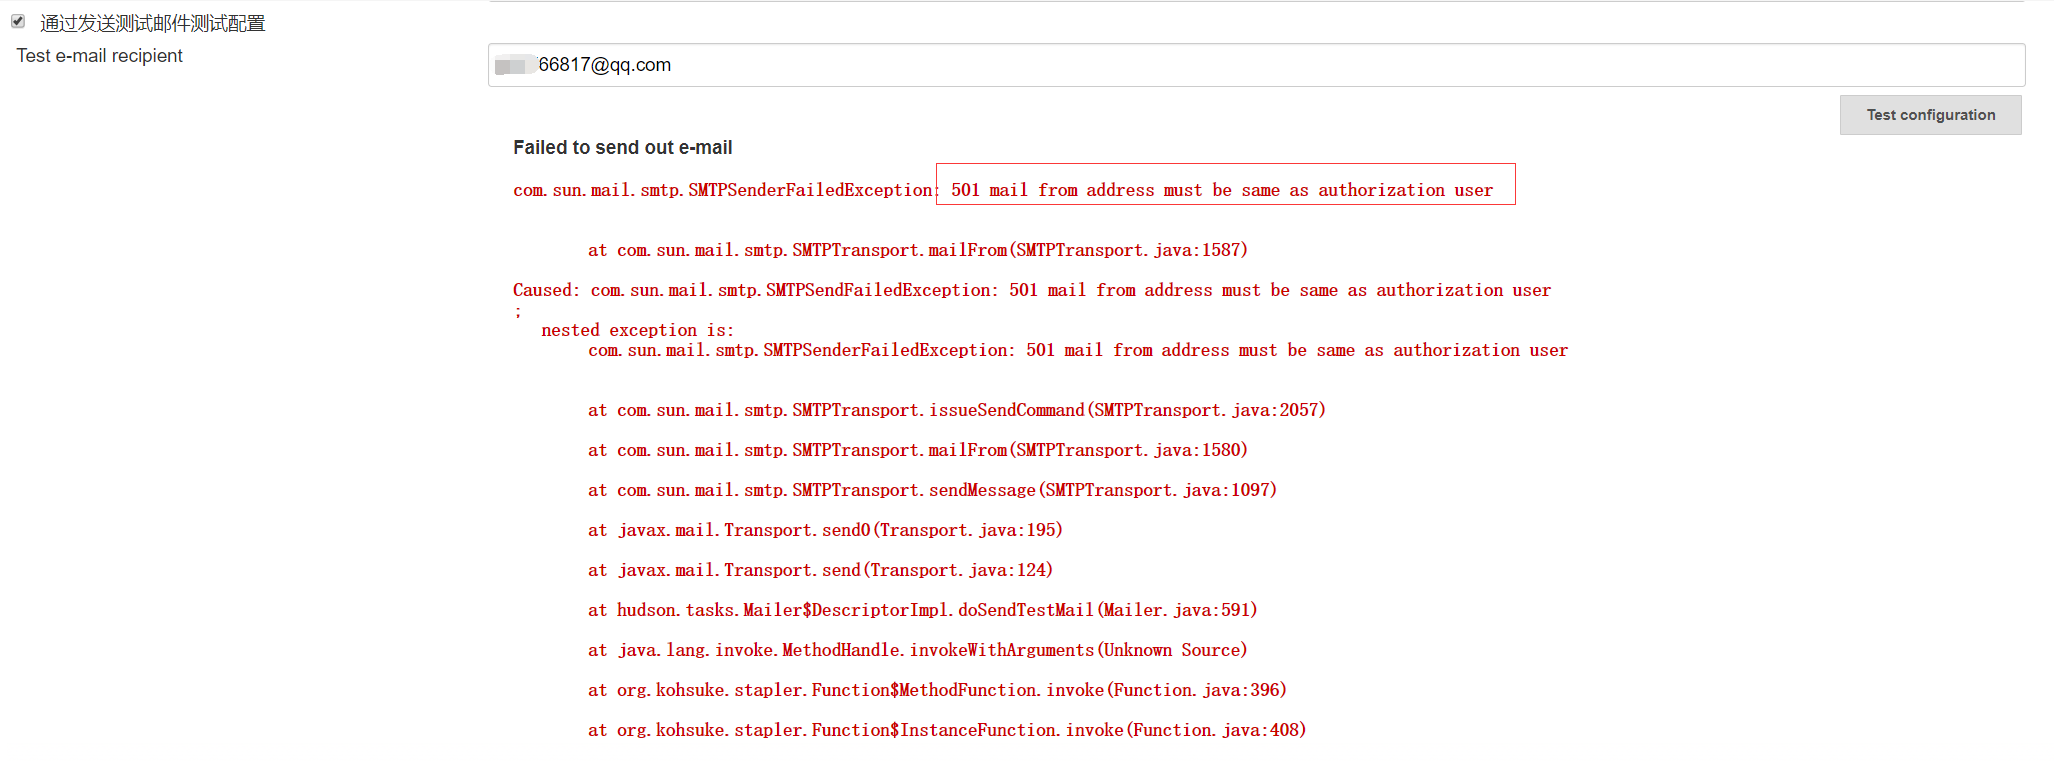 通过发送测试邮件测试配置
Test e-mail recipient
66817@qq.com
Test configuration
Failed to send out e-mail
com.sun.mail.smtp.SMTPSenderFailedException: 501 mail from address must be same as authorization user
at com.sun.mail.smtp.SMTPTransport.mailFrom(SMTPTransport.java:1587)
Caused: com.sun.mail.smtp.SMTPSendFailedException: 501 mail from address must be same as authorization user
;
nested exception is:
com.sun.mail.smtp.SMTPSenderFailedException: 501 mail from address must be same as authorization user
at com.sun.mail.smtp.SMTPTransport.issueSendCommand(SMTPTransport.java:2057)
at com.sun.mail.smtp.SMTPTransport.mailFrom(SMTPTransport.java:1580)
at com.sun.mail.smtp.SMTPTransport.sendMessage(SMTPTransport.java:1097)
at javax.mail.Transport.send0(Transport.java:195)
at javax.mail.Transport.send(Transport.java:124)
at hudson.tasks.Mailer$DescriptorImpl.doSendTestMail(Mailer.java:591)
at java.lang.invoke.MethodHandle.invokeWithArguments(Unknown Source)
at org.kohsuke.stapler.Function$MethodFunction.invoke(Function.java:396)
at org.kohsuke.stapler.Function$InstanceFunction.invoke(Function.java:408)